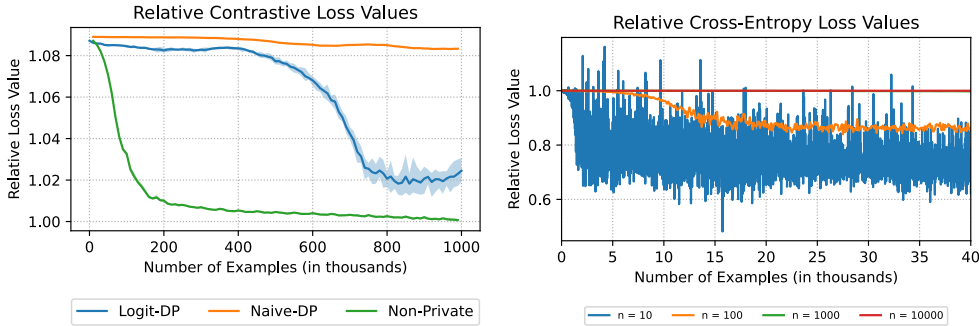 Relative Contrastive Loss Values
Relative Loss Value
1.08
1.06
1.04
1.02
1.00
0 200 400 600 800 1000
Number of Examples (in thousands)
Logit-DP Naive-DP Non-Private
Relative Cross-Entropy Loss Values
Relative Loss Value
1.0
0.8
0.6
0 5 10 15 20 25 30 35 40
Number of Examples (in thousands)
n = 10 n = 100 n = 1000 n = 10000